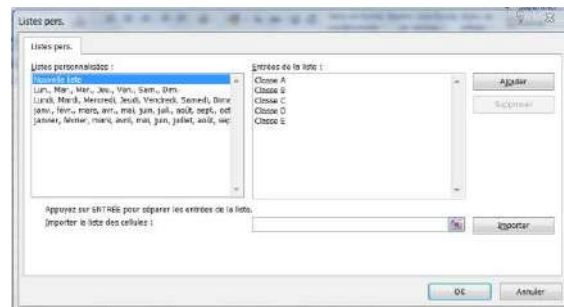 Listes pers.
Listes pers.
Listes personnalisées :
Nouvelle liste
Lun., Mar., Mer., Jeu., Ven., Sam., Dim.
Lundi, Mardi, Mercredi, Jeudi, Vendredi, Samedi, Dima
janv., févr., mars, avr., mai, juin, juil., août, sept., oct
janvier, février, mars, avril, mai, juin, juillet, août, sep
Entrées de la liste :
Classe A
Classe B
Classe C
Classe D
Classe E
Ajouter
Supprimer
Appuyez sur ENTRÉE pour séparer les entrées de la liste.
Importer la liste des cellules :
Importer
OK
Annuler